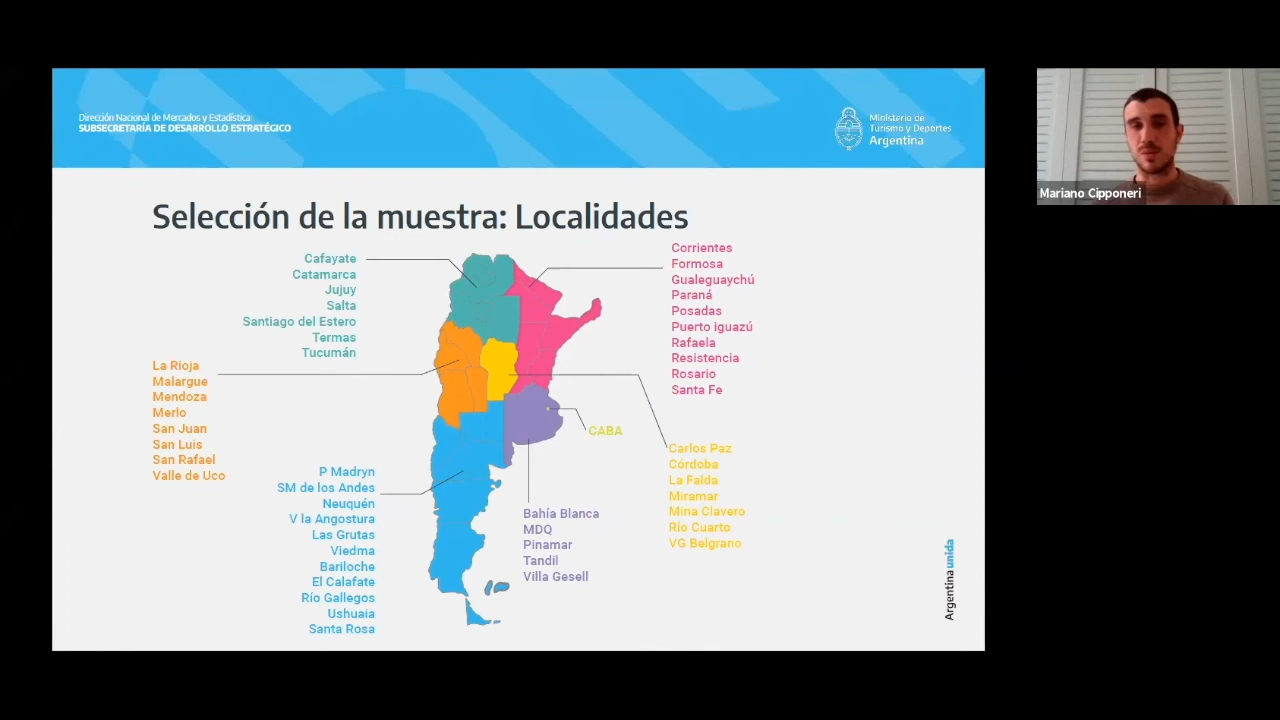 Dirección Nacional de Mercados y Estadística
SUBSECRETARÍA DE DESARROLLO ESTRATÉGICO
Ministerio de
Turismo y Deportes
Argentina
Mariano Cipponeri
Selección de la muestra: Localidades
Cafayate
Catamarca
Jujuy
Salta
Santiago del Estero
Termas
Tucumán
Corrientes
Formosa
Gualeguaychú
Paraná
Posadas
Puerto iguazú
Rafaela
Resistencia
Rosario
Santa Fe
La Rioja
Malargue
Mendoza
Merlo
San Juan
San Luis
San Rafael
Valle de Uco
CABA
Carlos Paz
Córdoba
La Falda
Miramar
Mina Clavero
Río Cuarto
VG Belgrano
P Madryn
SM de los Andes
Neuquén
V la Angostura
Las Grutas
Viedma
Bariloche
El Calafate
Río Gallegos
Ushuaia
Santa Rosa
Bahía Blanca
MDQ
Pinamar
Tandil
Villa Gesell
Argentina unida